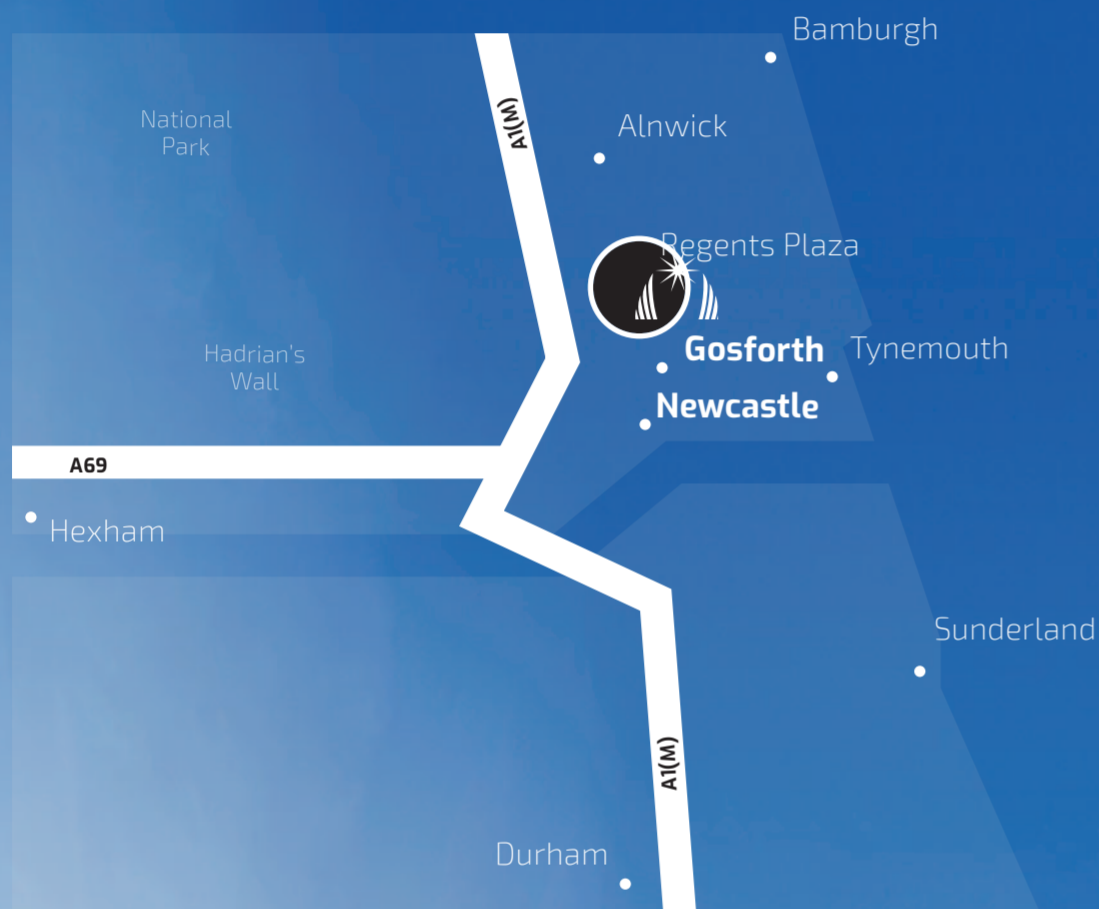 Bamburgh
A1(M)
National
Park
Alnwick
Regents Plaza
Gosforth
Tynemouth
Hadrian's
Wall
Newcastle
A69
Hexham
Sunderland
A1(M)
Durham